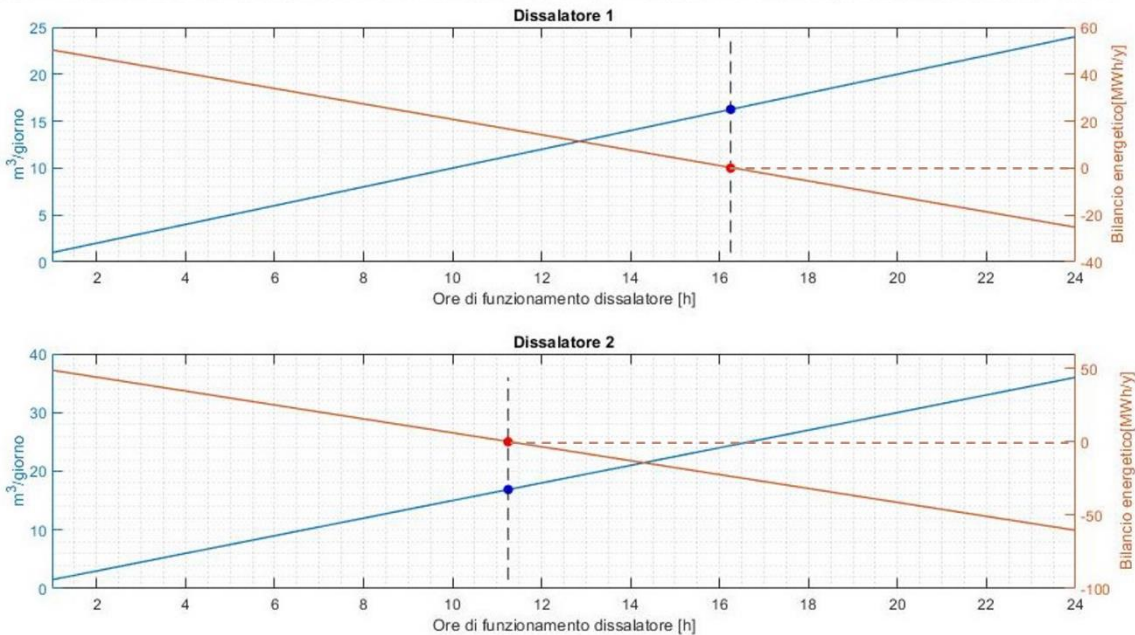 Dissalatore 1
25
20
15
10
5
0
m³/giorno
60
40
20
0
-20
-40
Bilancio energetico[MWh/y]
2 4 6 8 10 12 14 16 18 20 22 24
Ore di funzionamento dissalatore [h]
Dissalatore 2
40
30
20
10
0
m³/giorno
50
0
-50
-100
Bilancio energetico[MWh/y]
2 4 6 8 10 12 14 16 18 20 22 24
Ore di funzionamento dissalatore [h]